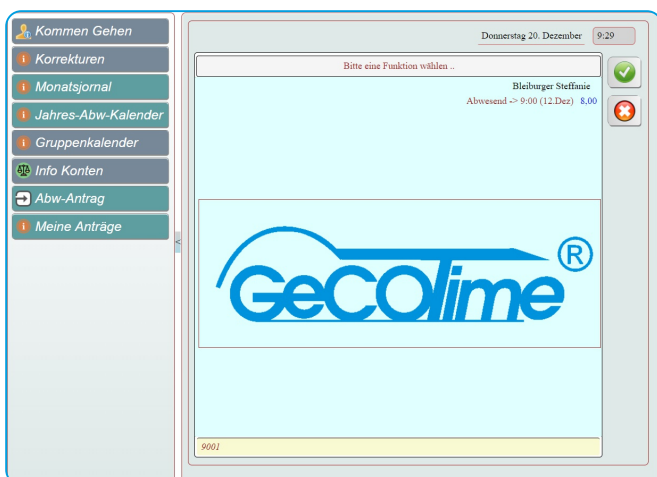 Kommen Gehen
Korrekturen
Monatsjornal
Jahres-Abw-Kalender
Gruppenkalender
Info Konten
Abw-Antrag
Meine Anträge
<
Donnerstag 20. Dezember 9:29
Bitte eine Funktion wählen ..
Bleiburger Steffanie
Abwesend -> 9:00 (12.Dez) 8,00
GeCOTime ®
9001